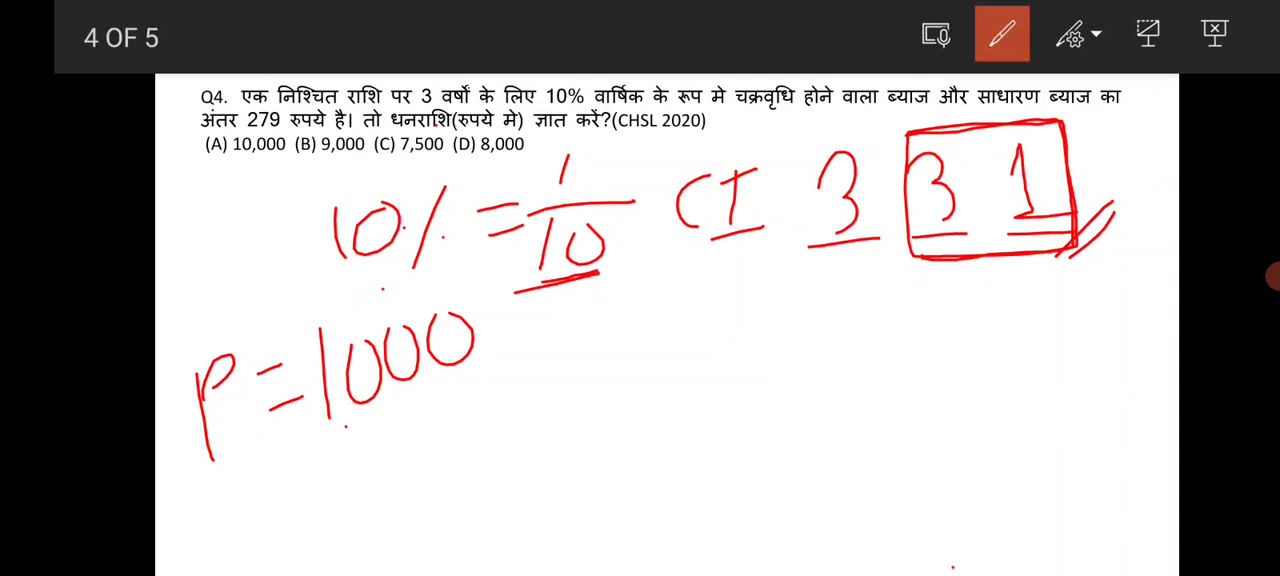 4 OF 5
Q4. एक निश्चित राशि पर 3 वर्षों के लिए 10% वार्षिक के रूप मे चक्रवृधि होने वाला ब्याज और साधारण ब्याज का
अंतर 279 रुपये है। तो धनराशि(रुपये मे) ज्ञात करें?(CHSL 2020)
(A) 10,000 (B) 9,000 (C) 7,500 (D) 8,000
10% = 1/10 CI 3 3 1
P = 1000